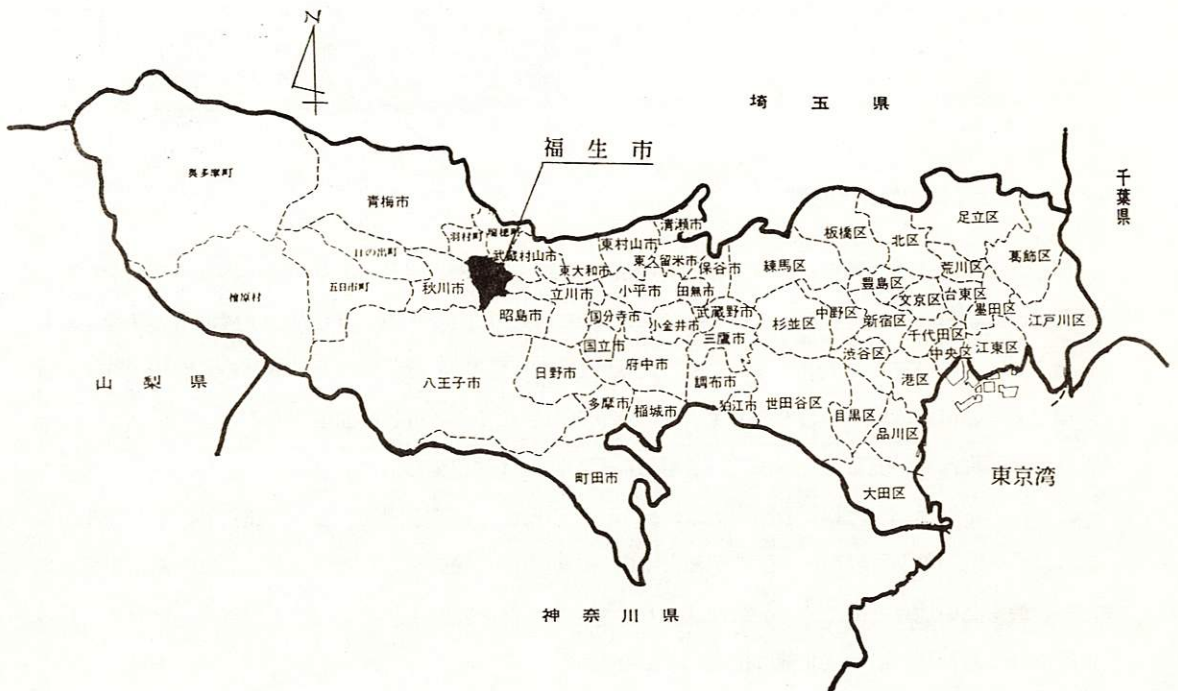 N
埼玉県
福生市
千葉県
奥多摩町
青梅市
羽村町
瑞穂町
武蔵村山市
日の出町
檜原村
五日市町
秋川市
昭島市
東大和市
立川市
東村山市
清瀬市
東久留米市
小平市
田無市
保谷市
国分寺市
小金井市
武蔵野市
三鷹市
国立市
府中市
日野市
八王子市
多摩市
稲城市
調布市
狛江市
町田市
板橋区
北区
足立区
葛飾区
練馬区
豊島区
荒川区
文京区
台東区
墨田区
江戸川区
杉並区
中野区
新宿区
千代田区
渋谷区
中央区
江東区
港区
世田谷区
目黒区
品川区
大田区
山梨県
東京湾
神奈川県